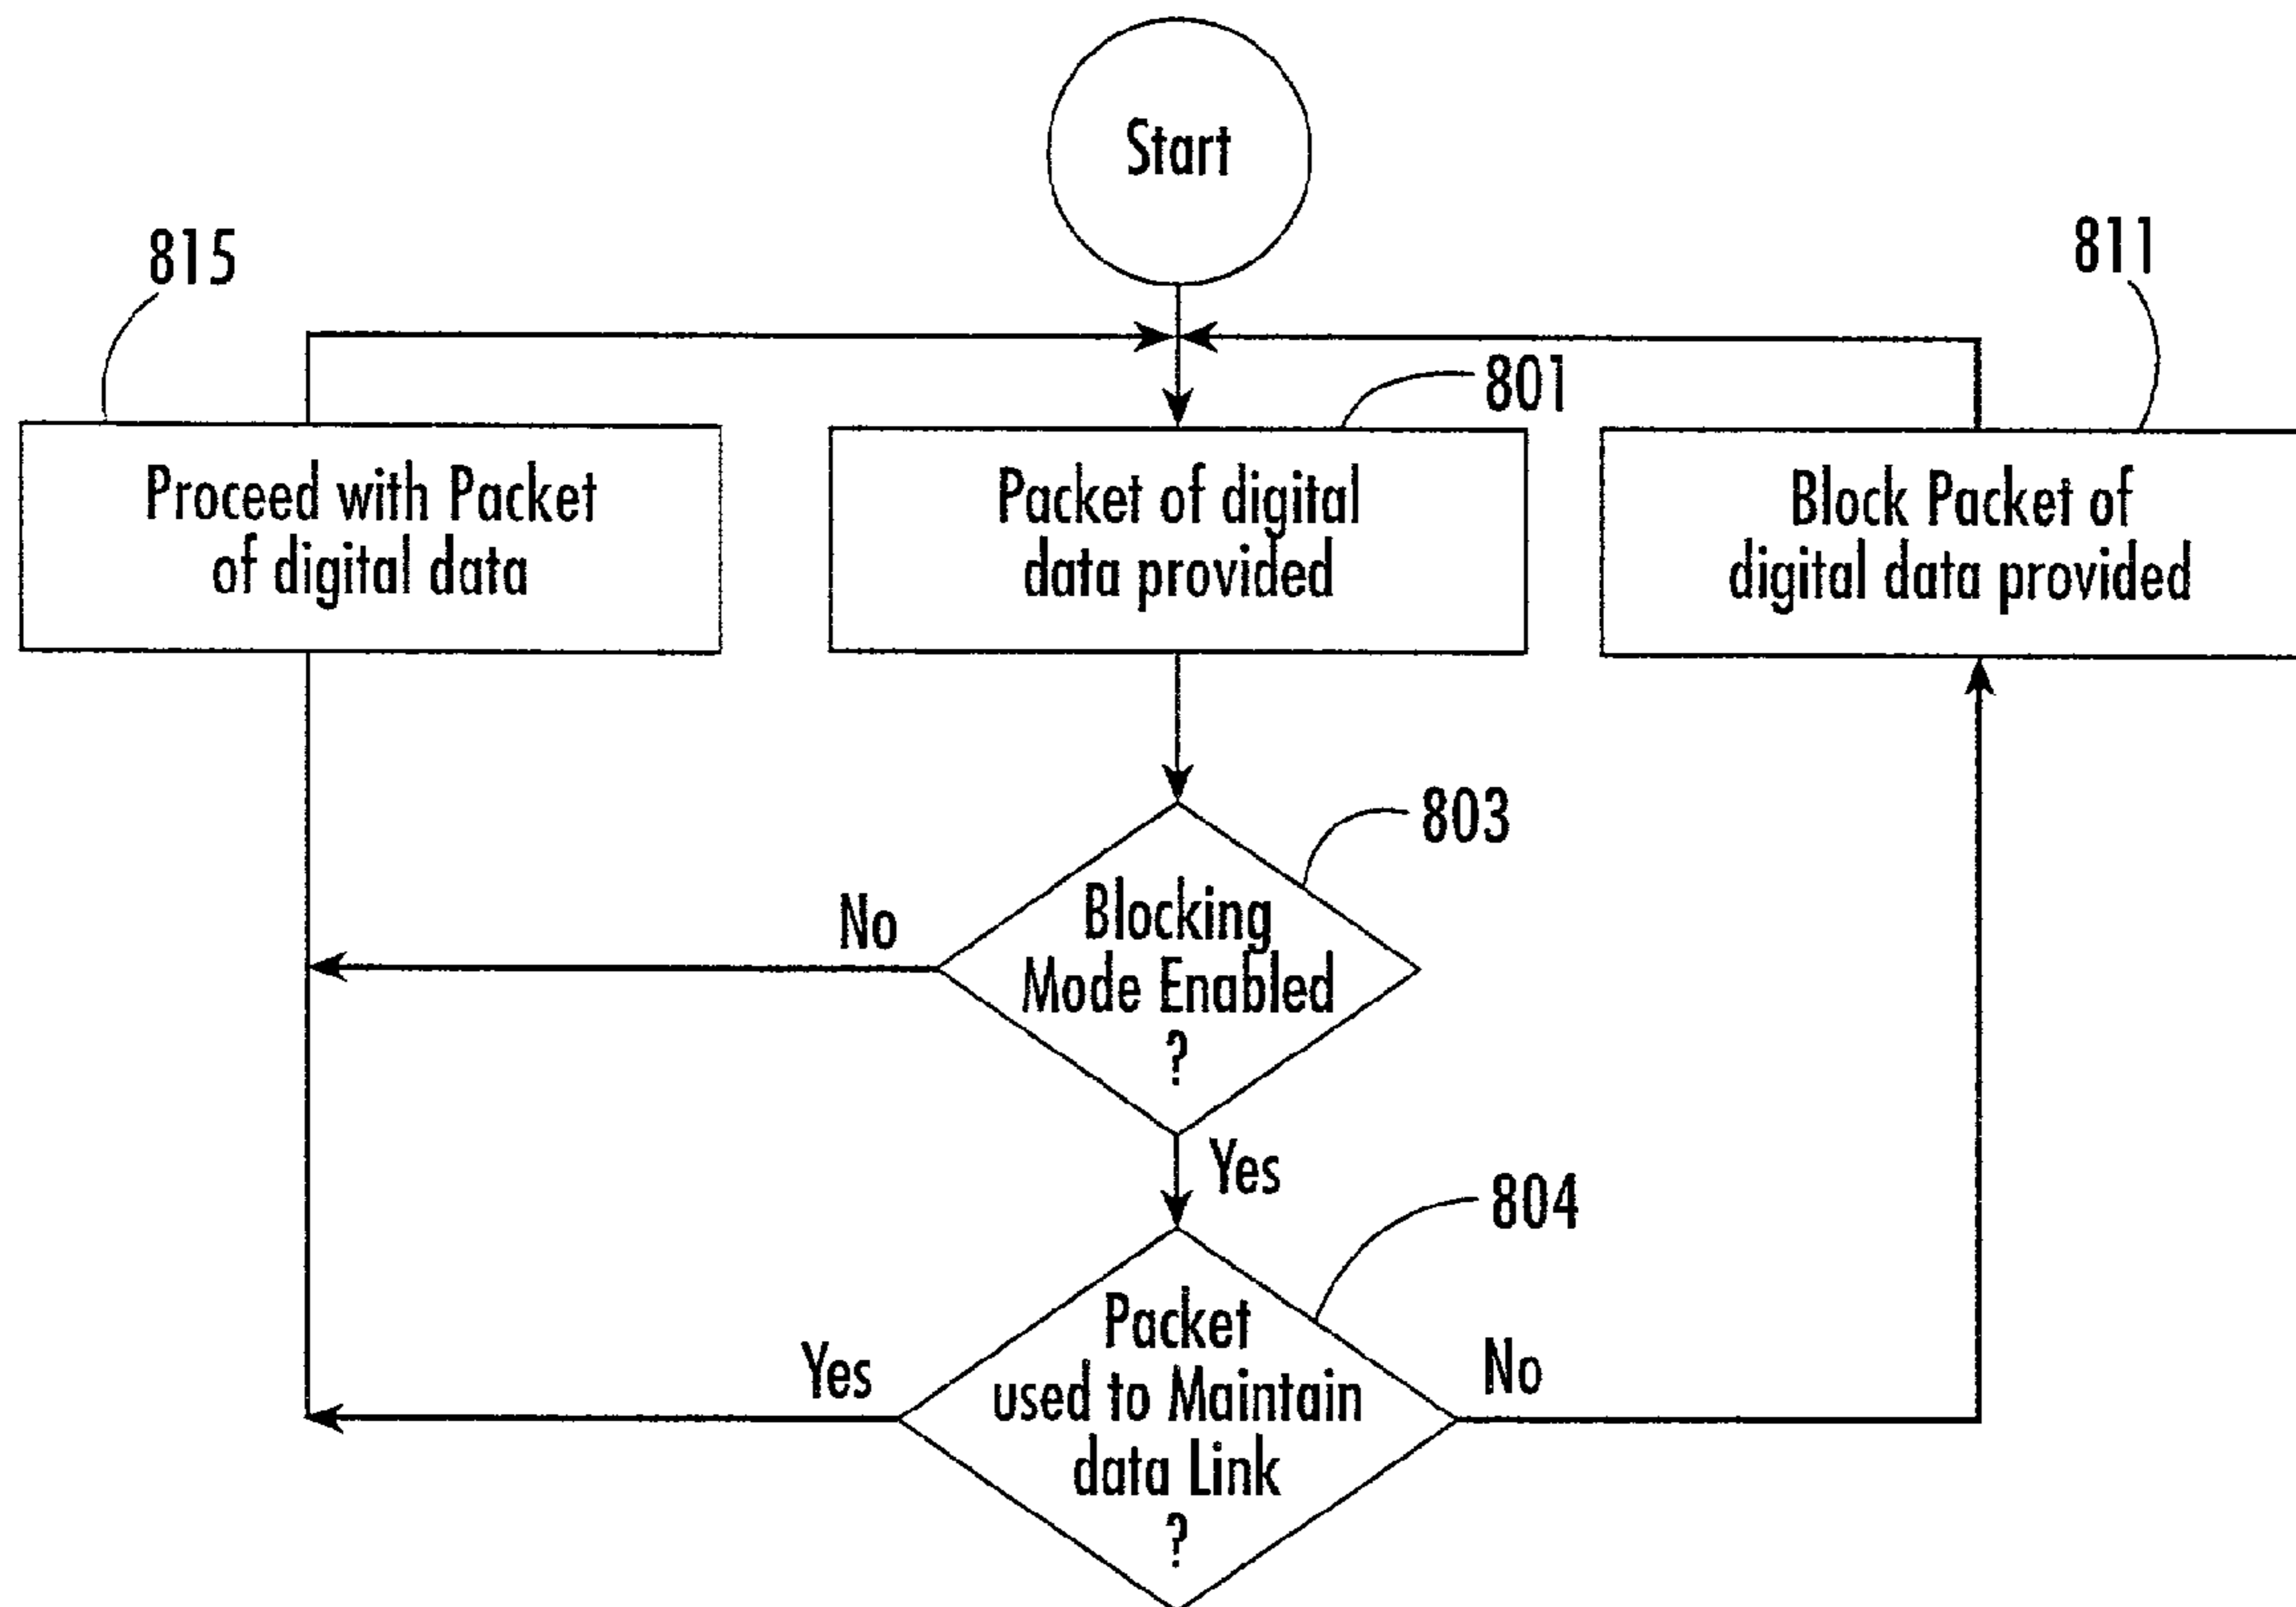 Start
815
811
801
Proceed with Packet
of digital data
Packet of digital
data provided
Block Packet of
digital data provided
803
No
Blocking
Mode Enabled
?
Yes
804
Packet
used to Maintain
data Link
?
Yes
No